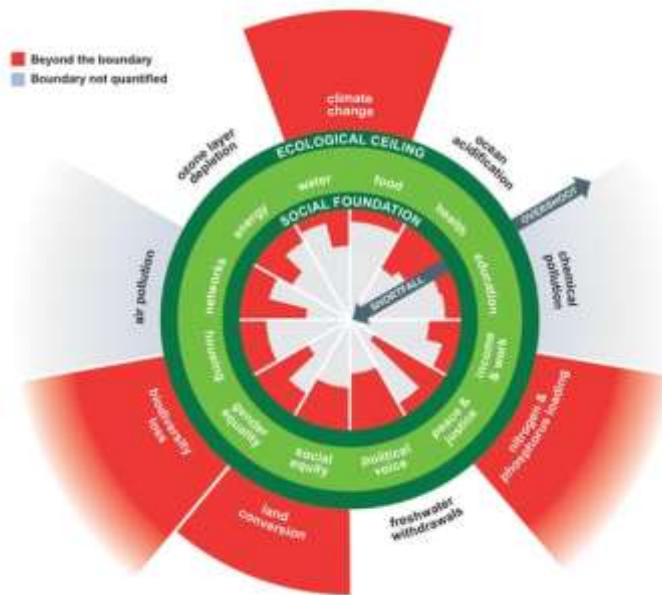 Beyond the boundary
Boundary not quantified
climate
change
ozone layer
depletion
ocean
acidification
ECOLOGICAL CEILING
OVERSHOOT
water
food
energy
health
SOCIAL FOUNDATION
SHORTFALL
air pollution
networks
education
chemical
pollution
housing
income
& work
biodiversity
loss
gender
equality
social
equity
political
voice
peace &
justice
nitrogen &
phosphorus loading
land
conversion
freshwater
withdrawals